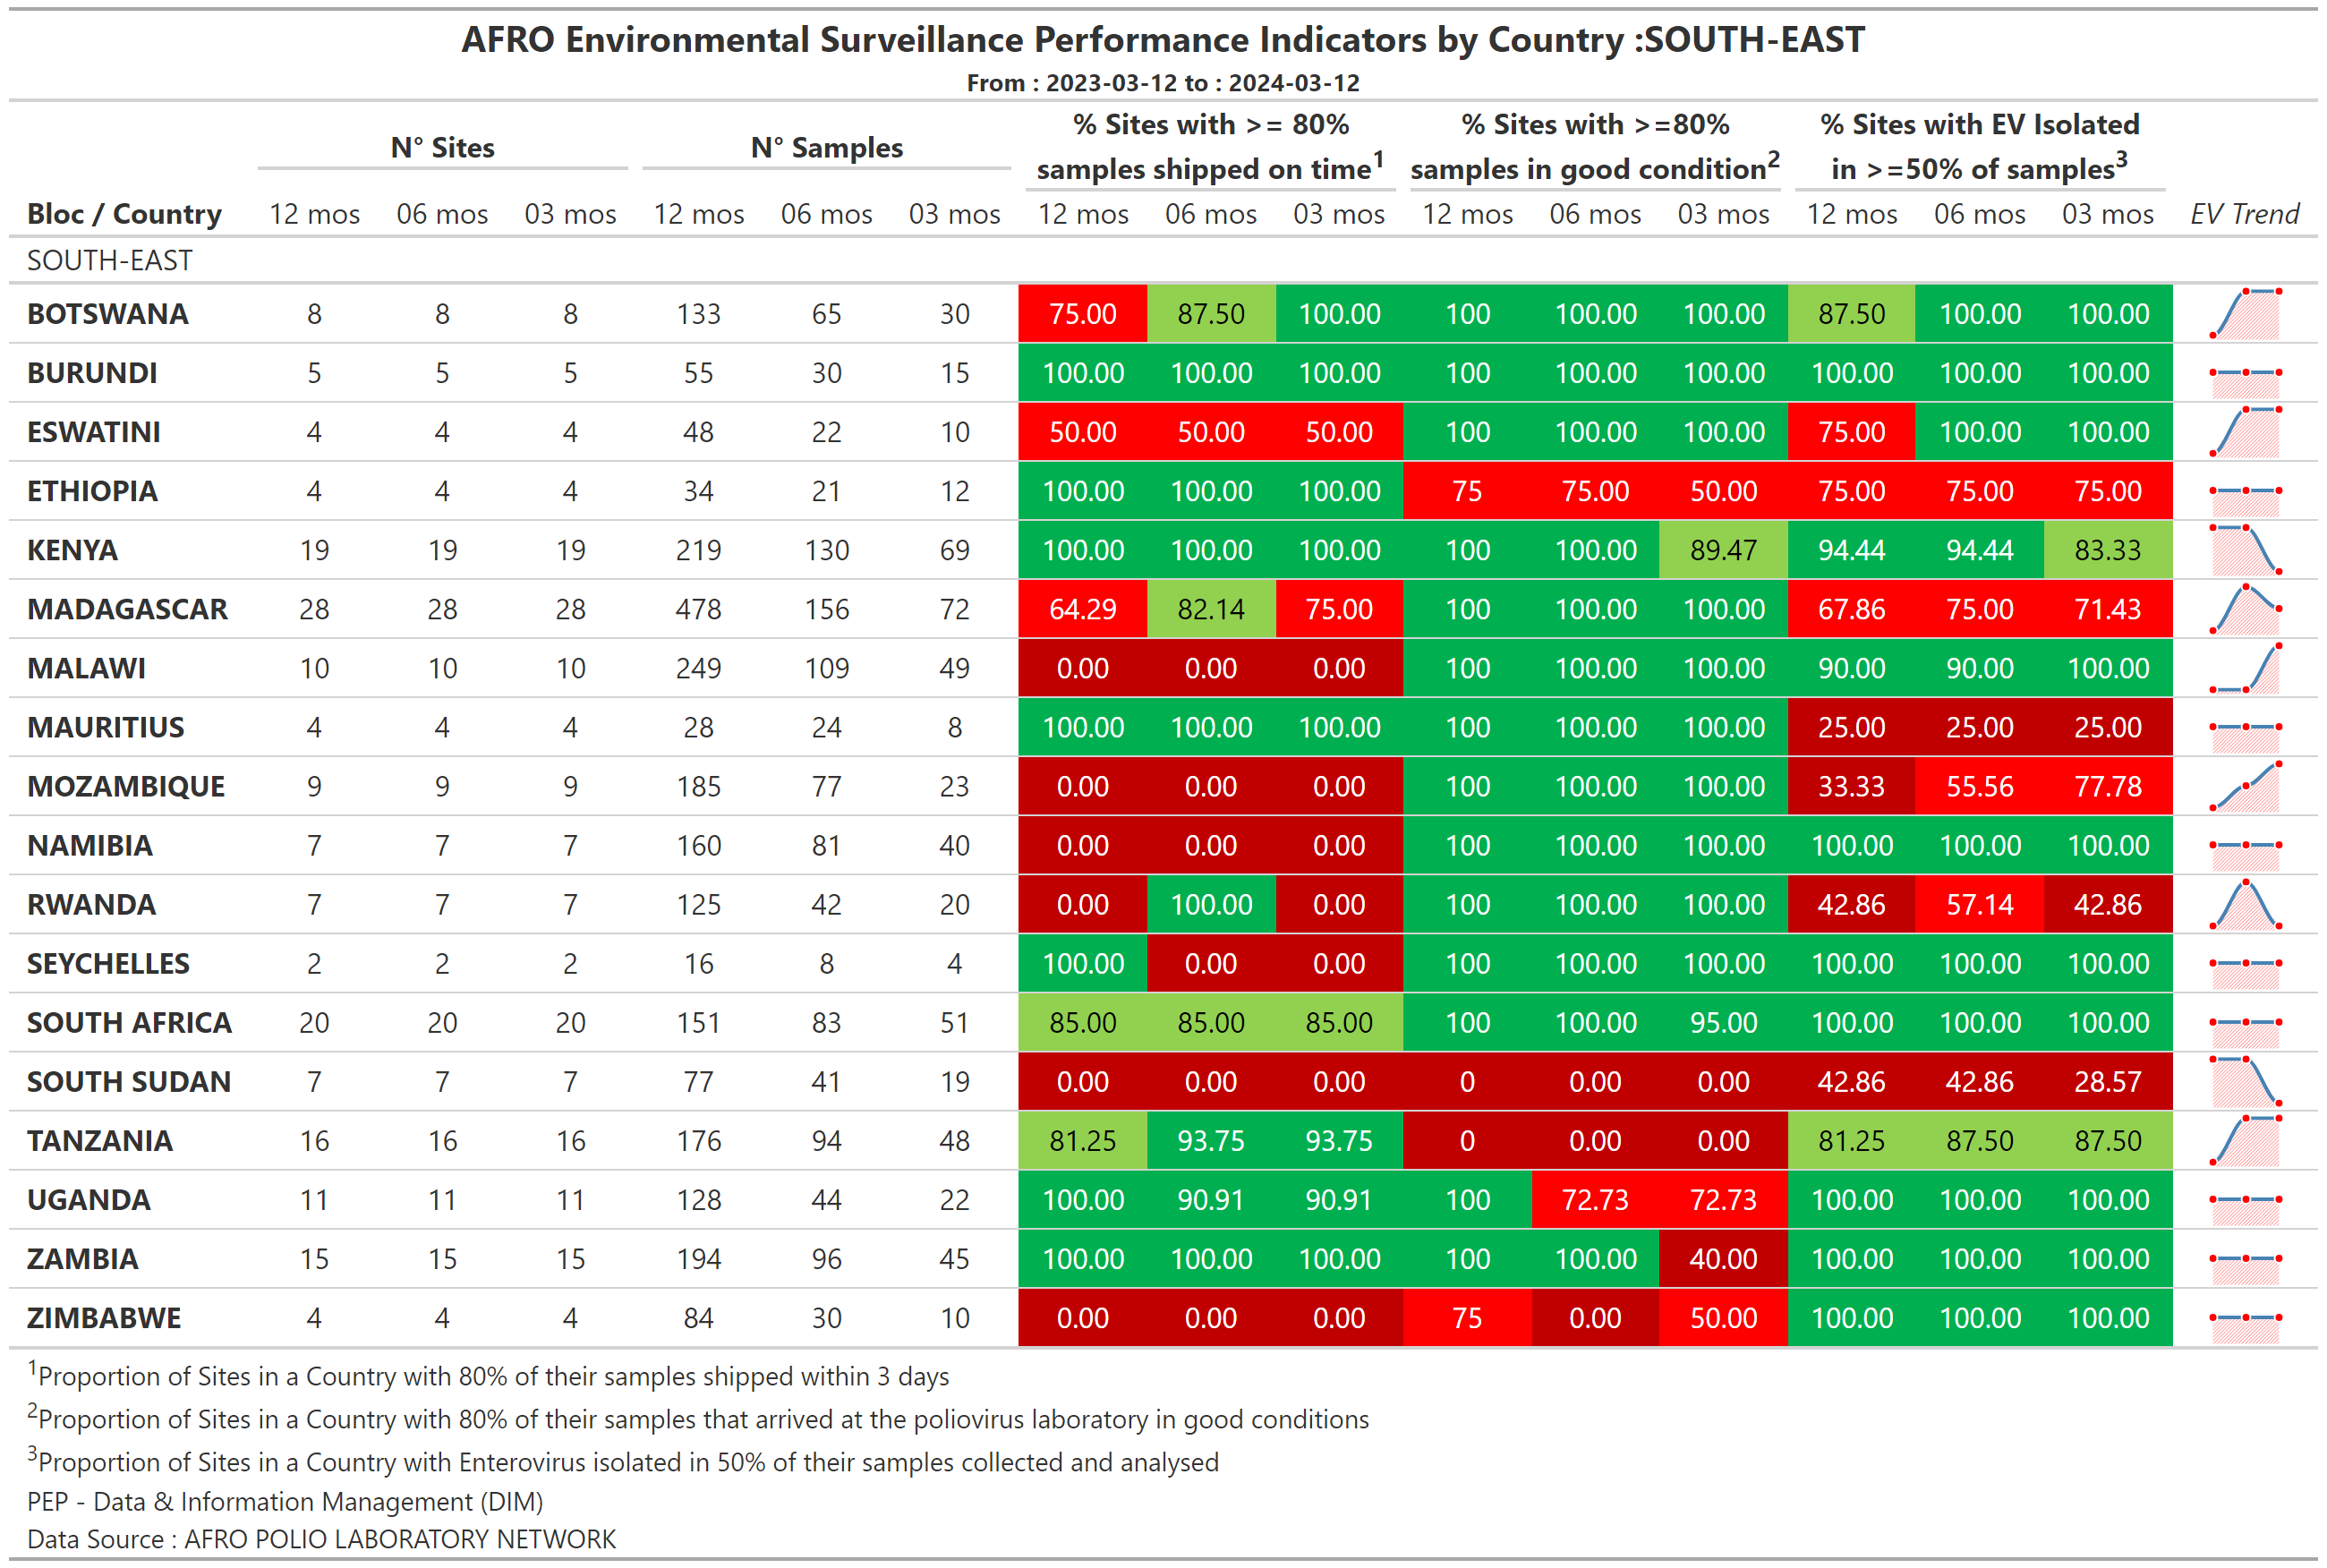 AFRO Environmental Surveillance Performance Indicators by Country :SOUTH-EAST
From : 2023-03-12 to : 2024-03-12
N° Sites N° Samples % Sites with >= 80% samples shipped on time¹ % Sites with >=80% samples in good condition² % Sites with EV Isolated in >=50% of samples³
Bloc / Country 12 mos 06 mos 03 mos 12 mos 06 mos 03 mos 12 mos 06 mos 03 mos 12 mos 06 mos 03 mos 12 mos 06 mos 03 mos EV Trend
SOUTH-EAST
BOTSWANA 8 8 8 133 65 30 75.00 87.50 100.00 100 100.00 100.00 87.50 100.00 100.00
BURUNDI 5 5 5 55 30 15 100.00 100.00 100.00 100 100.00 100.00 100.00 100.00 100.00
ESWATINI 4 4 4 48 22 10 50.00 50.00 50.00 100 100.00 100.00 75.00 100.00 100.00
ETHIOPIA 4 4 4 34 21 12 100.00 100.00 100.00 75 75.00 50.00 75.00 75.00 75.00
KENYA 19 19 19 219 130 69 100.00 100.00 100.00 100 100.00 89.47 94.44 94.44 83.33
MADAGASCAR 28 28 28 478 156 72 64.29 82.14 75.00 100 100.00 100.00 67.86 75.00 71.43
MALAWI 10 10 10 249 109 49 0.00 0.00 0.00 100 100.00 100.00 90.00 90.00 100.00
MAURITIUS 4 4 4 28 24 8 100.00 100.00 100.00 100 100.00 100.00 25.00 25.00 25.00
MOZAMBIQUE 9 9 9 185 77 23 0.00 0.00 0.00 100 100.00 100.00 33.33 55.56 77.78
NAMIBIA 7 7 7 160 81 40 0.00 0.00 0.00 100 100.00 100.00 100.00 100.00 100.00
RWANDA 7 7 7 125 42 20 0.00 100.00 0.00 100 100.00 100.00 42.86 57.14 42.86
SEYCHELLES 2 2 2 16 8 4 100.00 0.00 0.00 100 100.00 100.00 100.00 100.00 100.00
SOUTH AFRICA 20 20 20 151 83 51 85.00 85.00 85.00 100 100.00 95.00 100.00 100.00 100.00
SOUTH SUDAN 7 7 7 77 41 19 0.00 0.00 0.00 0 0.00 0.00 42.86 42.86 28.57
TANZANIA 16 16 16 176 94 48 81.25 93.75 93.75 0 0.00 0.00 81.25 87.50 87.50
UGANDA 11 11 11 128 44 22 100.00 90.91 90.91 100 72.73 72.73 100.00 100.00 100.00
ZAMBIA 15 15 15 194 96 45 100.00 100.00 100.00 100 100.00 40.00 100.00 100.00 100.00
ZIMBABWE 4 4 4 84 30 10 0.00 0.00 0.00 75 0.00 50.00 100.00 100.00 100.00
¹Proportion of Sites in a Country with 80% of their samples shipped within 3 days
²Proportion of Sites in a Country with 80% of their samples that arrived at the poliovirus laboratory in good conditions
³Proportion of Sites in a Country with Enterovirus isolated in 50% of their samples collected and analysed
PEP - Data & Information Management (DIM)
Data Source : AFRO POLIO LABORATORY NETWORK